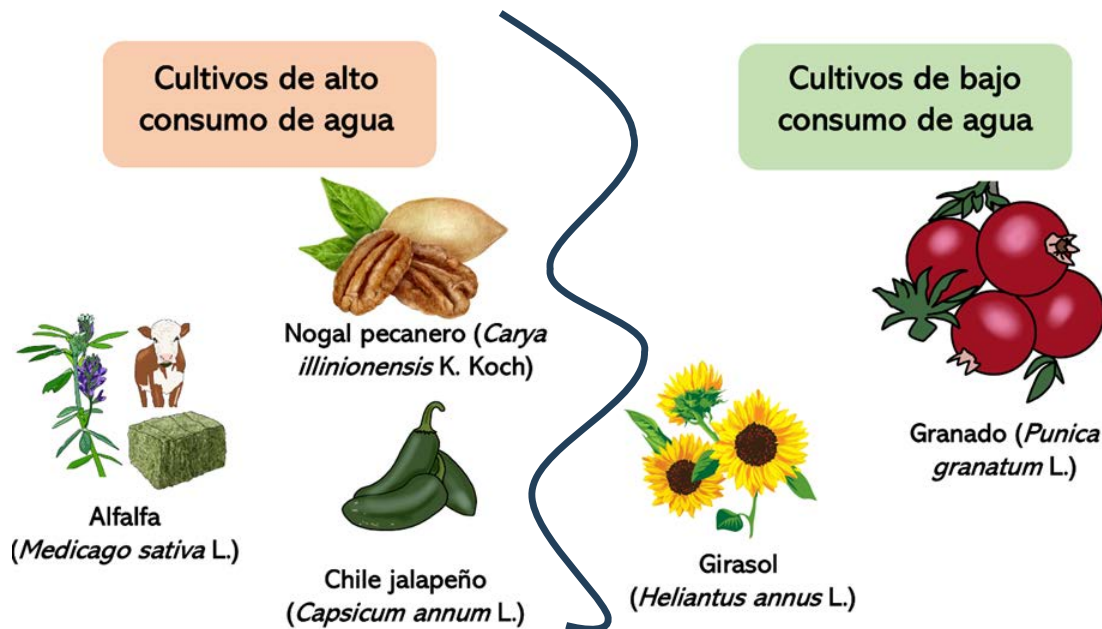 Cultivos de alto
consumo de agua
Nogal pecanero (Carya
illinionensis K. Koch)
Alfalfa
(Medicago sativa L.)
Chile jalapeño
(Capsicum annum L.)
Cultivos de bajo
consumo de agua
Granado (Punica
granatum L.)
Girasol
(Heliantus annus L.)